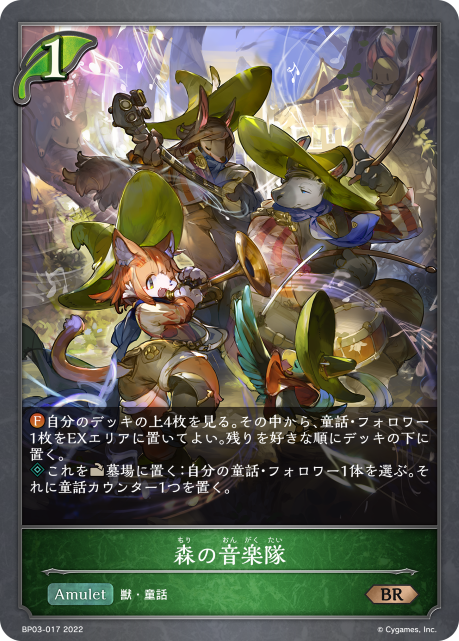 1
Ⓕ自分のデッキの上4枚を見る。その中から、童話・フォロワー
1枚をEXエリアに置いてよい。残りを好きな順にデッキの下に
置く。
これを墓場に置く：自分の童話・フォロワー1体を選ぶ。そ
れに童話カウンター1つを置く。
もり おんがくたい
森の音楽隊
Amulet 獣・童話 BR
BP03-017 2022 © Cygames, Inc.